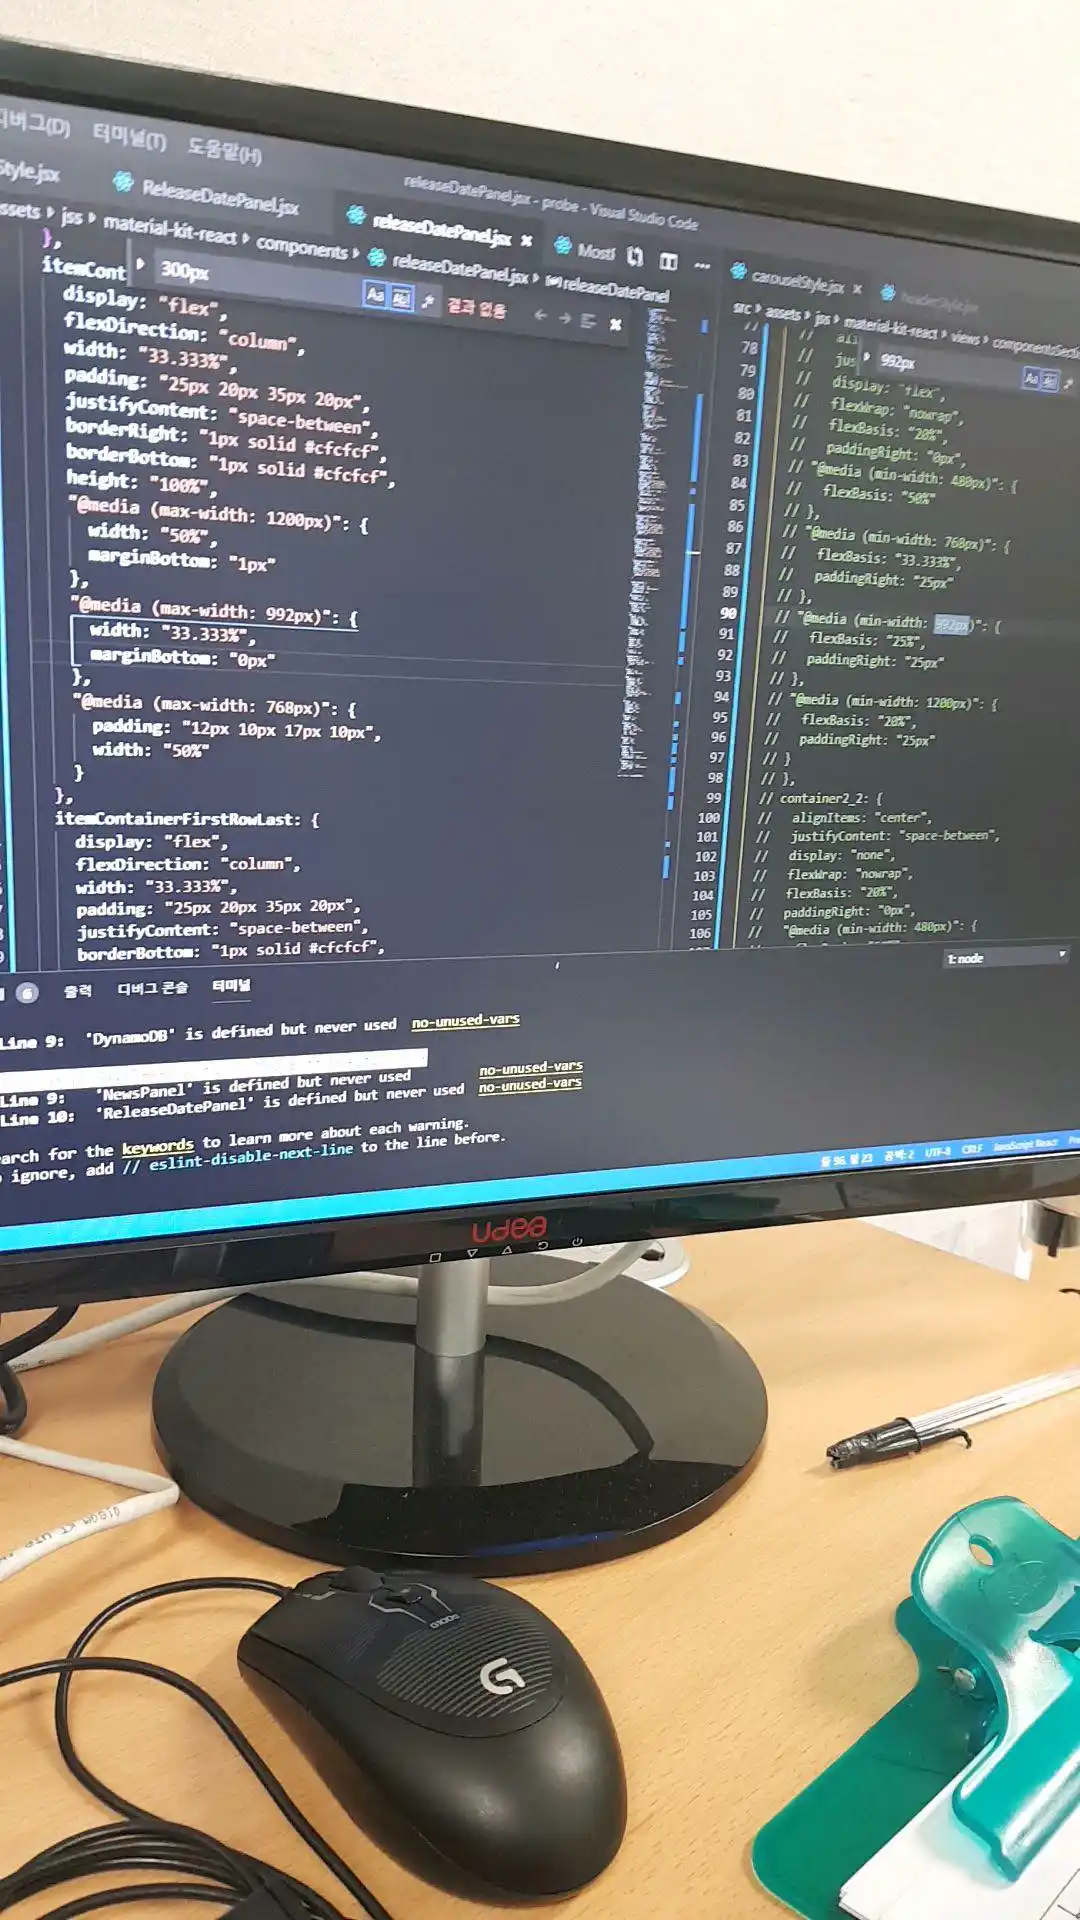 디버그(D) 터미널(T) 도움말(H)
releaseDatePanel.jsx - probe - Visual Studio Code
Style.jsx ReleaseDatePanel.jsx releaseDatePanel.jsx
assets jss material-kit-react components releaseDatePanel.jsx releaseDatePanel
300px
결과 없음
},
itemCont
display: "flex",
flexDirection: "column",
width: "33.333%",
padding: "25px 20px 35px 20px",
justifyContent: "space-between",
borderRight: "1px solid #cfcfcf",
borderBottom: "1px solid #cfcfcf",
height: "100%",
"@media (max-width: 1200px)": {
width: "50%",
marginBottom: "1px"
},
"@media (max-width: 992px)": {
width: "33.333%",
marginBottom: "0px"
},
"@media (max-width: 768px)": {
padding: "12px 10px 17px 10px",
width: "50%"
}
},
itemContainerFirstRowLast: {
display: "flex",
flexDirection: "column",
width: "33.333%",
padding: "25px 20px 35px 20px",
justifyContent: "space-between",
borderBottom: "1px solid #cfcfcf",
carouselStyle.jsx
src assets jss material-kit-react views
992px
78 //
79 // display: "flex",
80 // flexWrap: "nowrap",
81 // flexBasis: "20%",
82 // paddingRight: "0px",
83 // "@media (min-width: 480px)": {
84 // flexBasis: "50%"
85 // },
86 // "@media (min-width: 768px)": {
87 // flexBasis: "33.333%",
88 // paddingRight: "25px"
89 // },
90 // "@media (min-width: 992px)": {
91 // flexBasis: "25%",
92 // paddingRight: "25px"
93 // },
94 // "@media (min-width: 1200px)": {
95 // flexBasis: "20%",
96 // paddingRight: "25px"
97 // }
98 // },
99 // container2_2: {
100 // alignItems: "center",
101 // justifyContent: "space-between",
102 // display: "none",
103 // flexWrap: "nowrap",
104 // flexBasis: "20%",
105 // paddingRight: "0px",
106 // "@media (min-width: 480px)": {
6 출력 디버그 콘솔 터미널
1: node
Line 9: 'DynamoDB' is defined but never used no-unused-vars
Line 9: 'NewsPanel' is defined but never used no-unused-vars
Line 10: 'ReleaseDatePanel' is defined but never used no-unused-vars
earch for the keywords to learn more about each warning.
o ignore, add // eslint-disable-next-line to the line before.
줄 96, 열 23 공백: 2 UTF-8 CRLF JavaScript React
udea
G